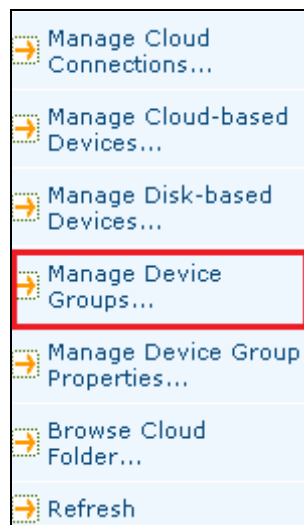 Manage Cloud
Connections...
Manage Cloud-based
Devices...
Manage Disk-based
Devices...
Manage Device
Groups...
Manage Device Group
Properties...
Browse Cloud
Folder...
Refresh